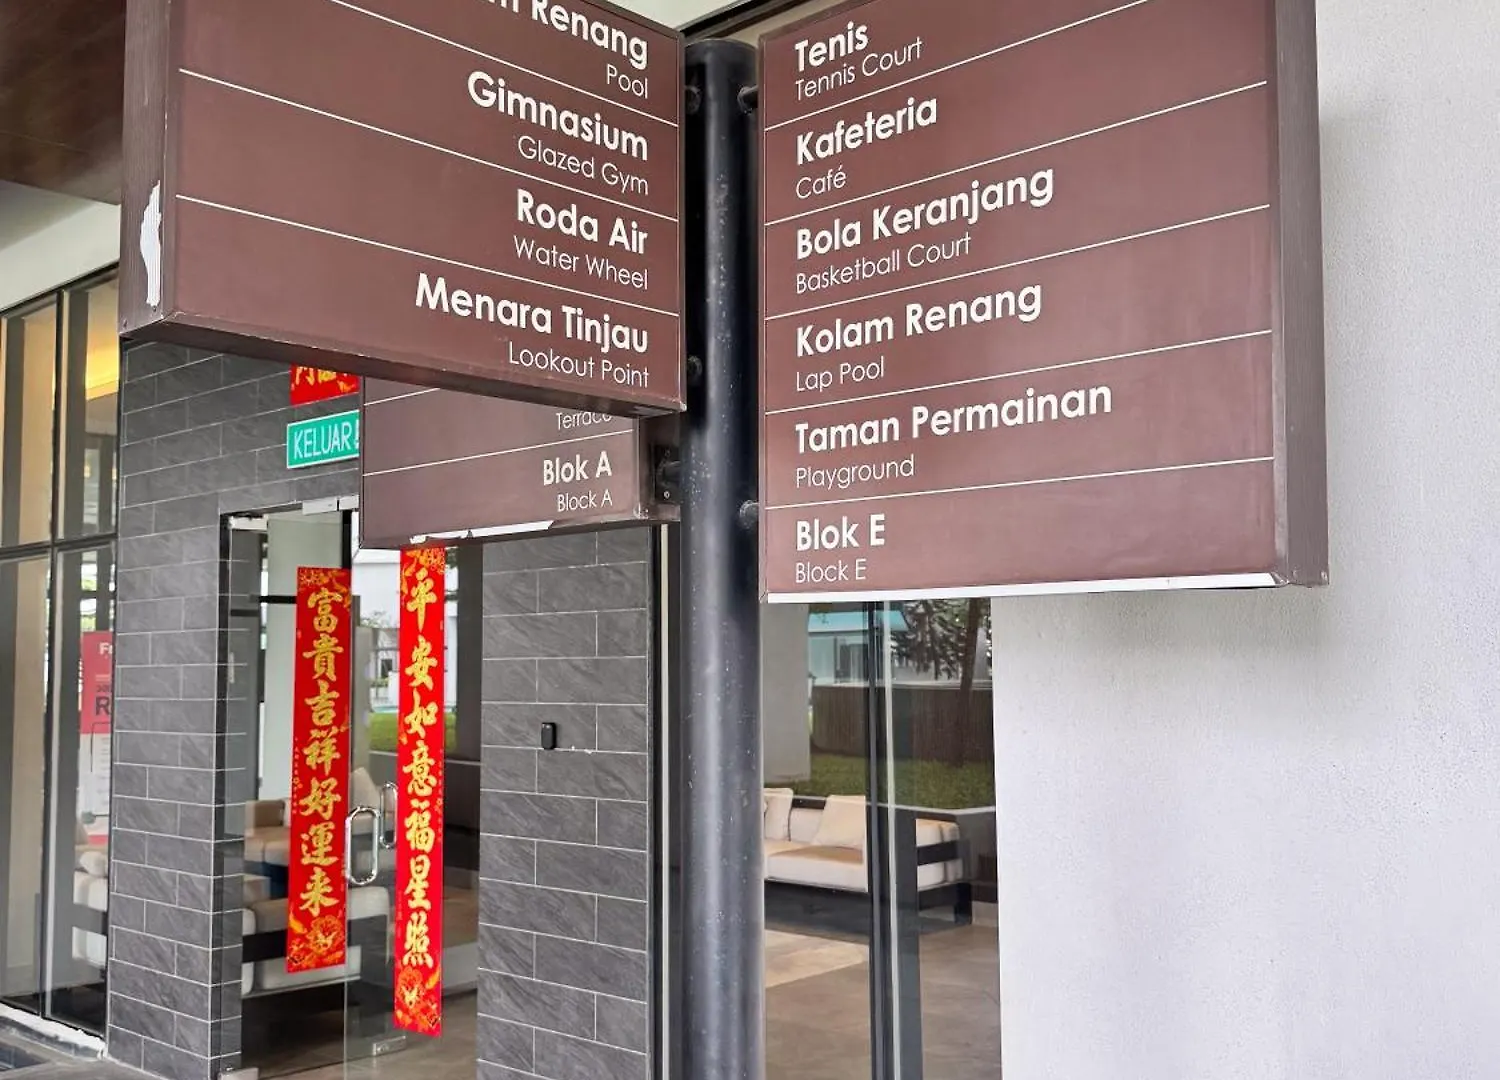 Renang
Pool
Gimnasium
Glazed Gym
Roda Air
Water Wheel
Menara Tinjau
Lookout Point
Blok A
Block A
Tenis
Tennis Court
Kafeteria
Café
Bola Keranjang
Basketball Court
Kolam Renang
Lap Pool
Taman Permainan
Playground
Blok E
Block E
KELUAR
富貴吉祥好運来
平安如意福星照